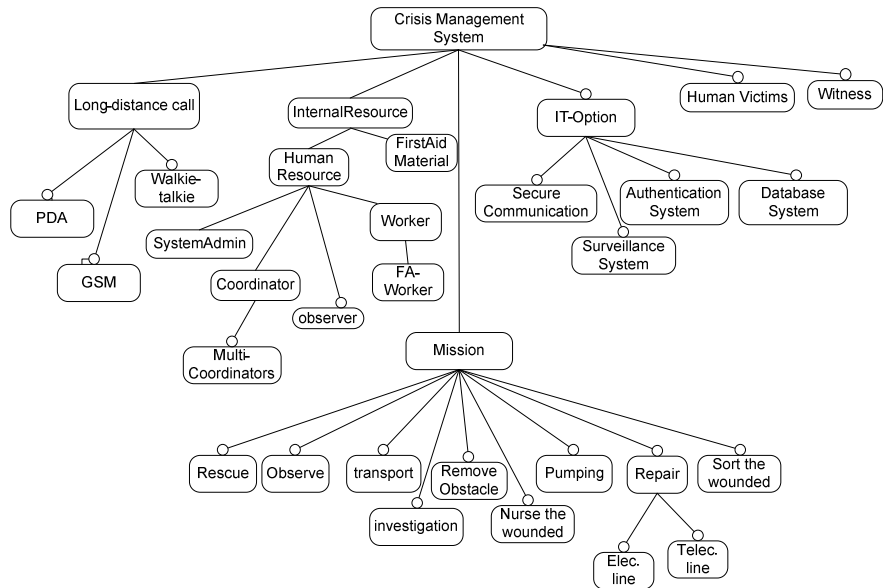 Crisis Management
System
Long-distance call
InternalResource
IT-Option
Human Victims
Witness
FirstAid
Material
Human
Resource
Walkie-
talkie
PDA
GSM
SystemAdmin
Worker
Coordinator
FA-
Worker
observer
Multi-
Coordinators
Secure
Communication
Authentication
System
Database
System
Surveillance
System
Mission
Rescue
Observe
transport
Remove
Obstacle
Pumping
Repair
Sort the
wounded
investigation
Nurse the
wounded
Elec.
line
Telec.
line